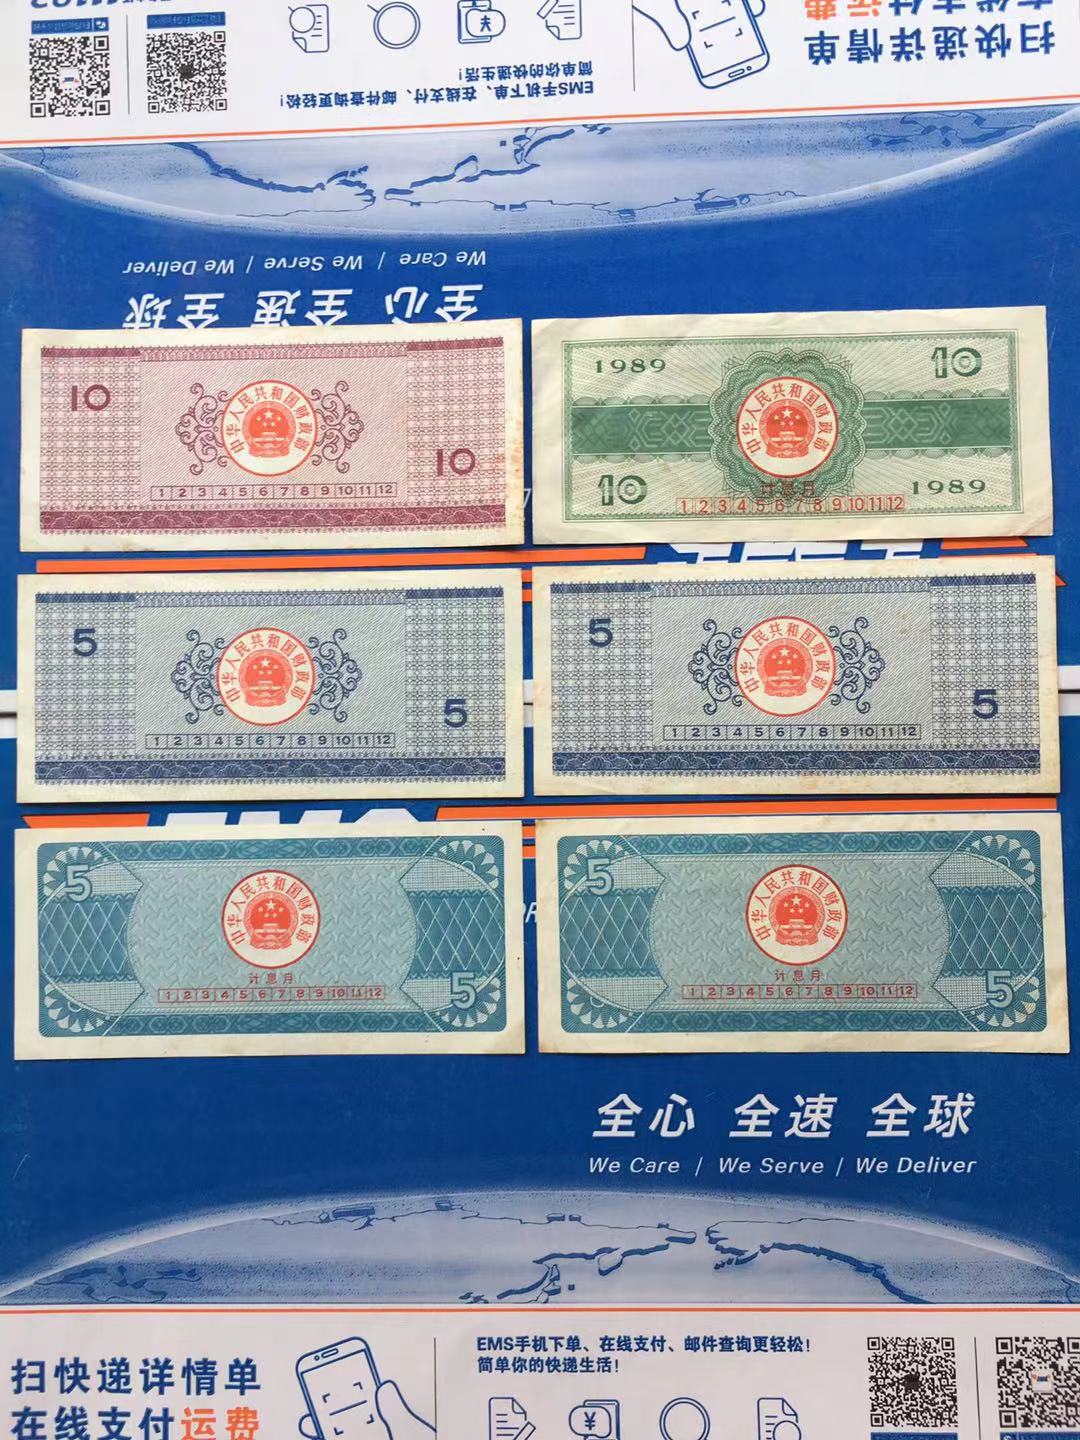 扫快递详情单
在线支付运费
EMS手机下单、在线支付、邮件查询更轻松!
简单你的快递生活!
We Care / We Serve / We Deliver
全心 全速 全球
10
中华人民共和国财政部
10
1 2 3 4 5 6 7 8 9 10 11 12
1989
10
中华人民共和国财政部
10
计息月
1989
1 2 3 4 5 6 7 8 9 10 11 12
5
中华人民共和国财政部
5
1 2 3 4 5 6 7 8 9 10 11 12
5
中华人民共和国财政部
5
1 2 3 4 5 6 7 8 9 10 11 12
5
中华人民共和国财政部
计息月
5
1 2 3 4 5 6 7 8 9 10 11 12
5
中华人民共和国财政部
计息月
5
1 2 3 4 5 6 7 8 9 10 11 12
全心 全速 全球
We Care / We Serve / We Deliver
扫快递详情单
在线支付运费
EMS手机下单、在线支付、邮件查询更轻松!
简单你的快递生活!
¥